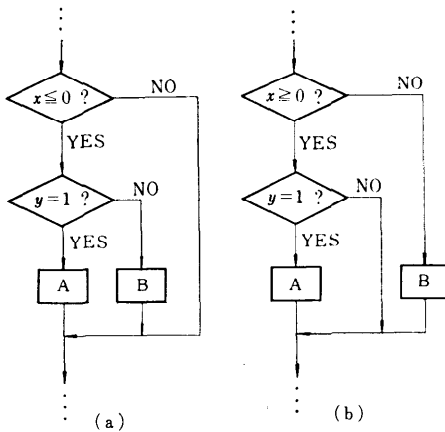 x≦0 ?
NO
YES
y=1 ?
NO
YES
A
B
(a)
x≧0 ?
NO
YES
y=1 ?
NO
YES
A
B
(b)